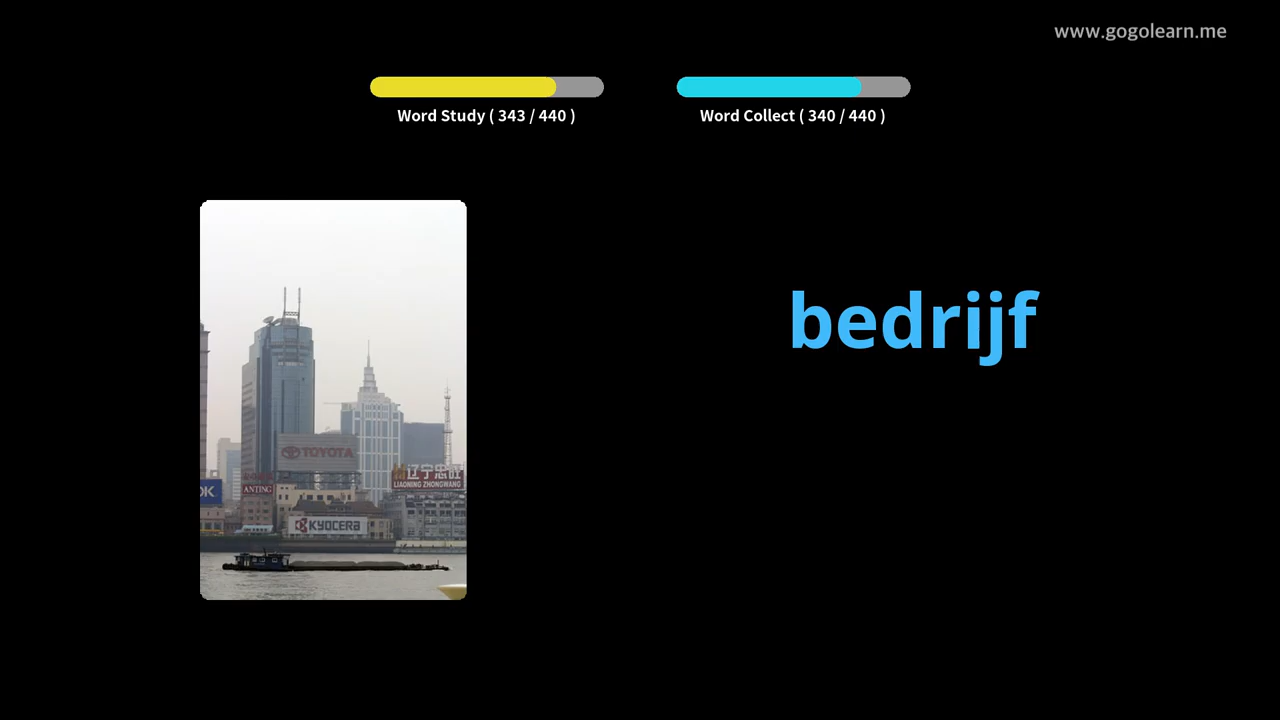 www.gogolearn.me
Word Study ( 343 / 440 )
Word Collect ( 340 / 440 )
bedrijf
TOYOTA
辽宁忠旺
LIAONING ZHONGWANG
OK
ANTING
KYOCERA